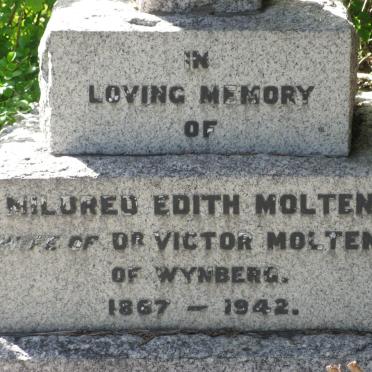 IN
LOVING MEMORY
OF
MILDRED EDITH MOLTEN
WIFE OF DR VICTOR MOLTEN
OF WYNBERG.
1867 — 1942.